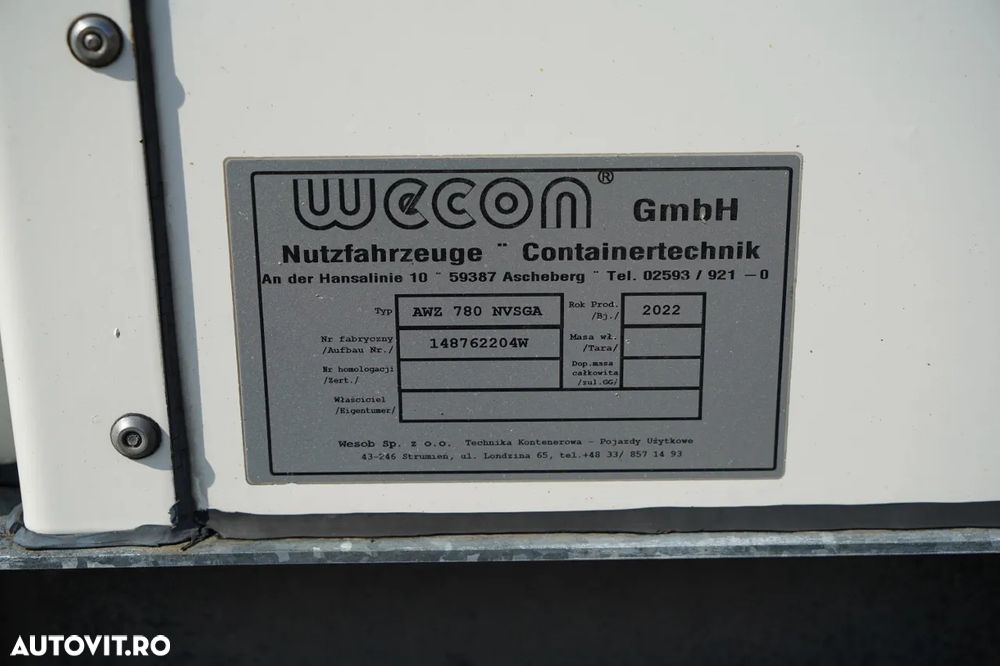 wecon® GmbH
Nutzfahrzeuge ¨ Containertechnik
An der Hansalinie 10 ¨ 59387 Ascheberg ¨ Tel. 02593 / 921 – 0
Typ AWZ 780 NVSGA Rok Prod. /Bj./ 2022
Nr fabryczny /Aufbau Nr./ 148762204W Masa wł. /Tara/
Nr homologacji /Zert./ Dop.masa całkowita /zul.GG/
Właściciel /Eigentumer/
Wesob Sp. z o.o. Technika Kontenerowa - Pojazdy Użytkowe
43-246 Strumień, ul. Londzina 65, tel.+48 33/ 857 14 93
AUTOVIT.RO